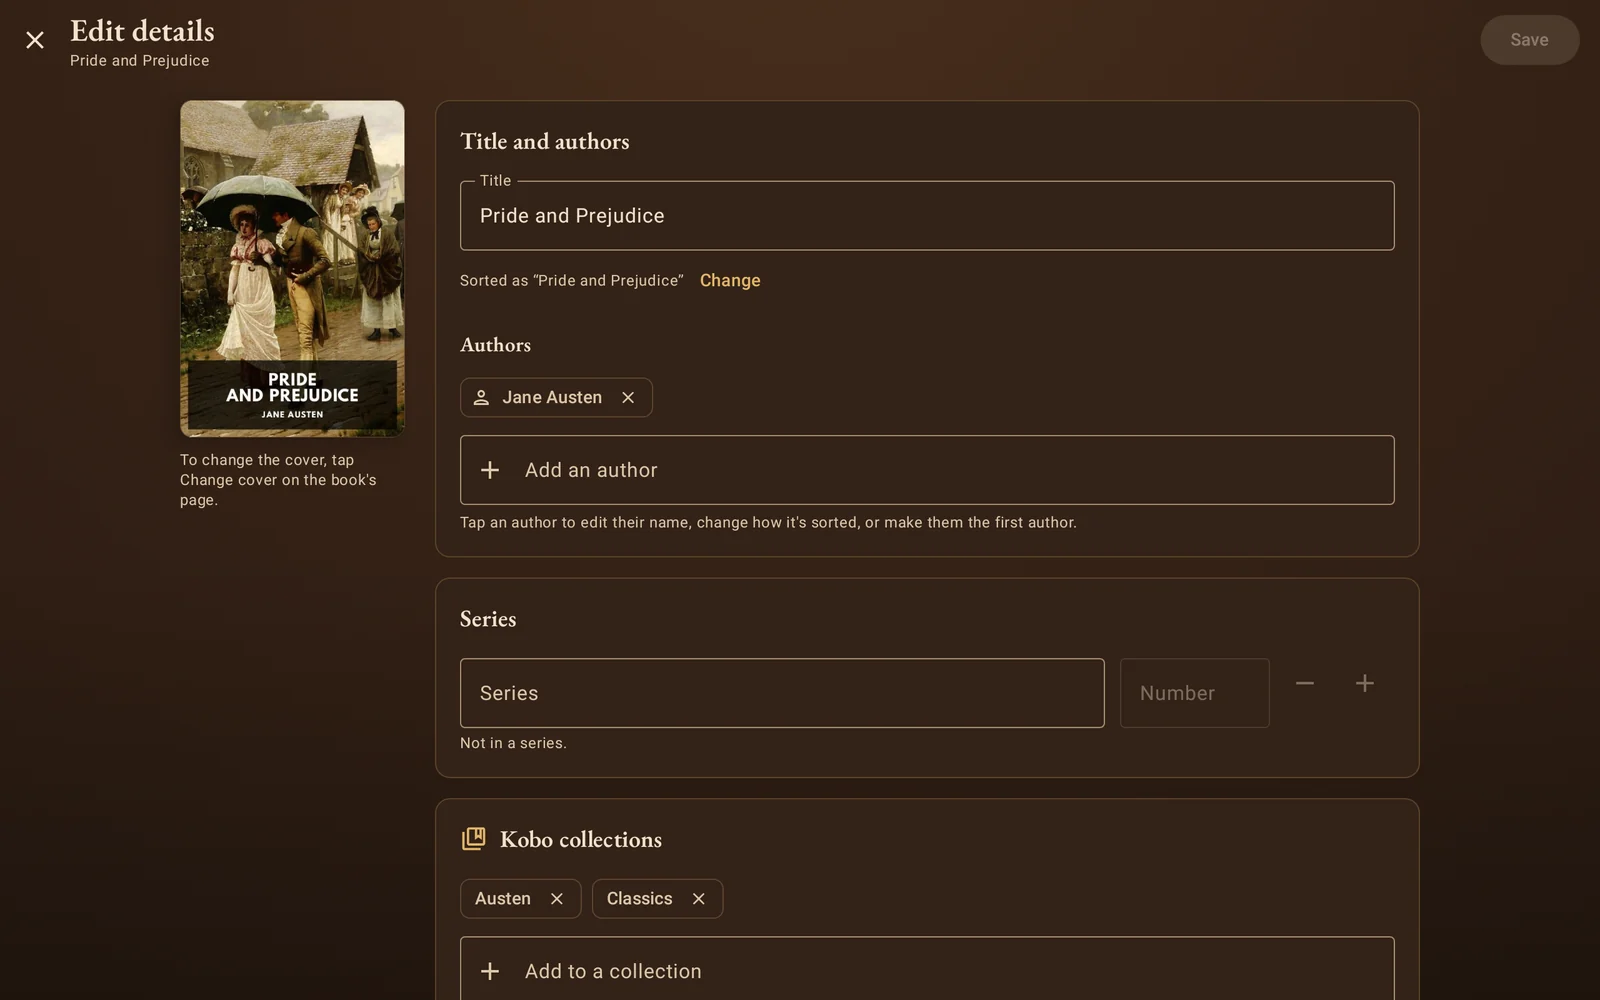 Edit details
Pride and Prejudice
Save
PRIDE
AND PREJUDICE
JANE AUSTEN
To change the cover, tap
Change cover on the book's
page.
Title and authors
Title
Pride and Prejudice
Sorted as “Pride and Prejudice” Change
Authors
Jane Austen
Add an author
Tap an author to edit their name, change how it's sorted, or make them the first author.
Series
Series
Number
Not in a series.
Kobo collections
Austen
Classics
Add to a collection